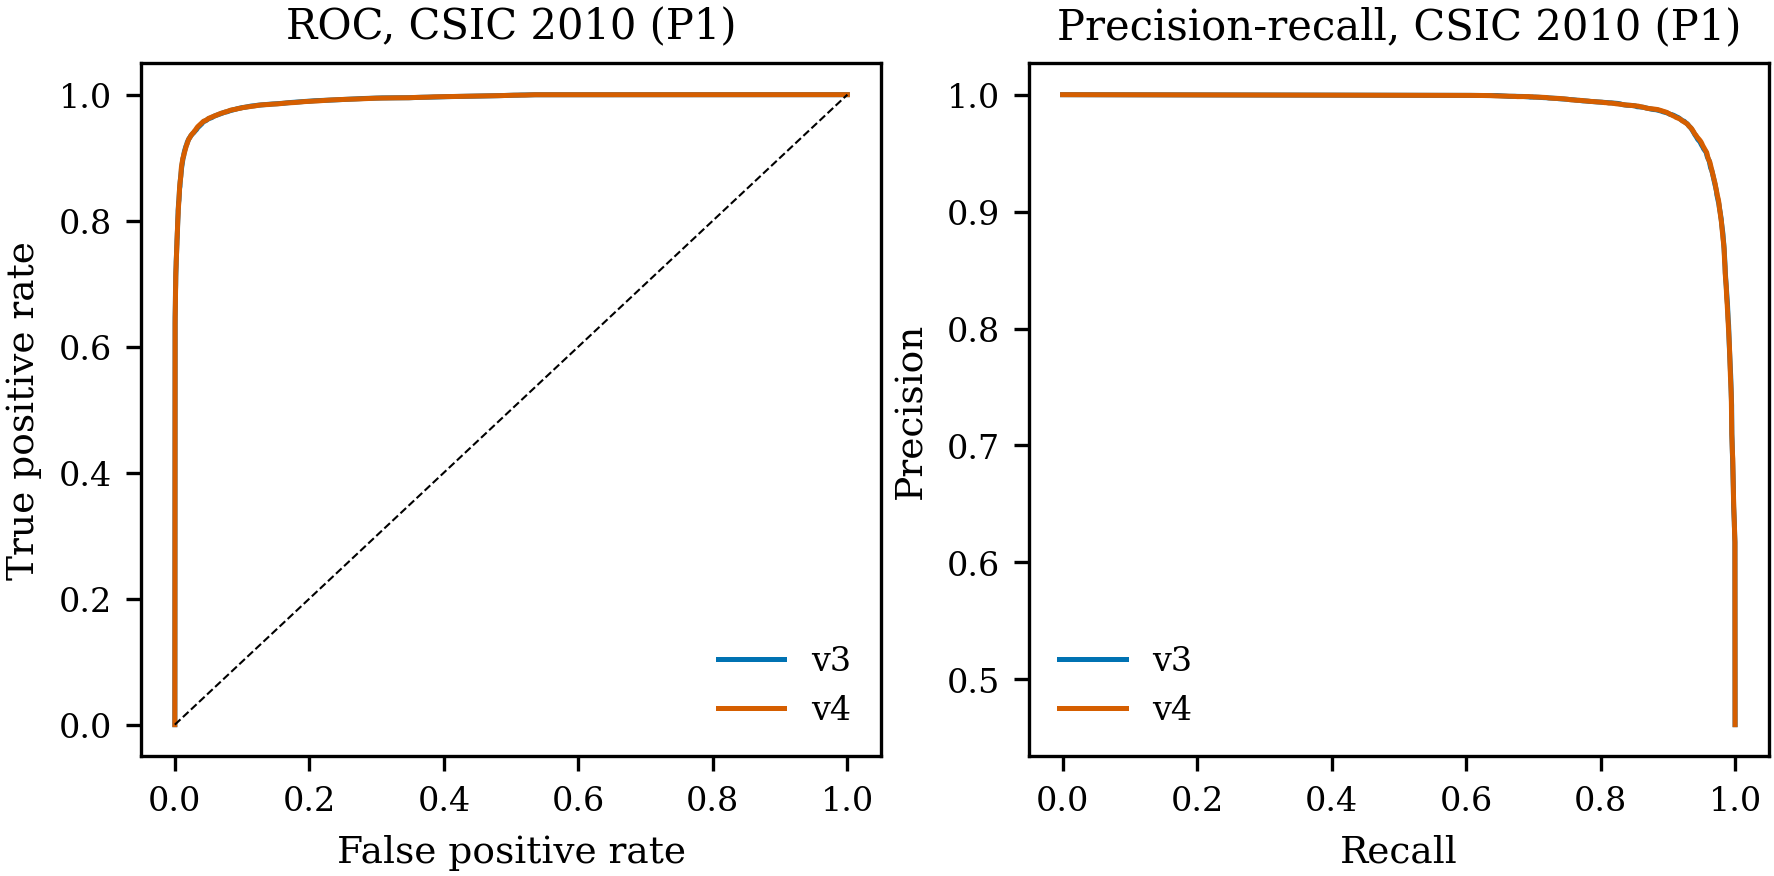 ROC, CSIC 2010 (P1)
True positive rate
1.0
0.8
0.6
0.4
0.2
0.0
0.0 0.2 0.4 0.6 0.8 1.0
False positive rate
v3
v4
Precision-recall, CSIC 2010 (P1)
Precision
1.0
0.9
0.8
0.7
0.6
0.5
0.0 0.2 0.4 0.6 0.8 1.0
Recall
v3
v4